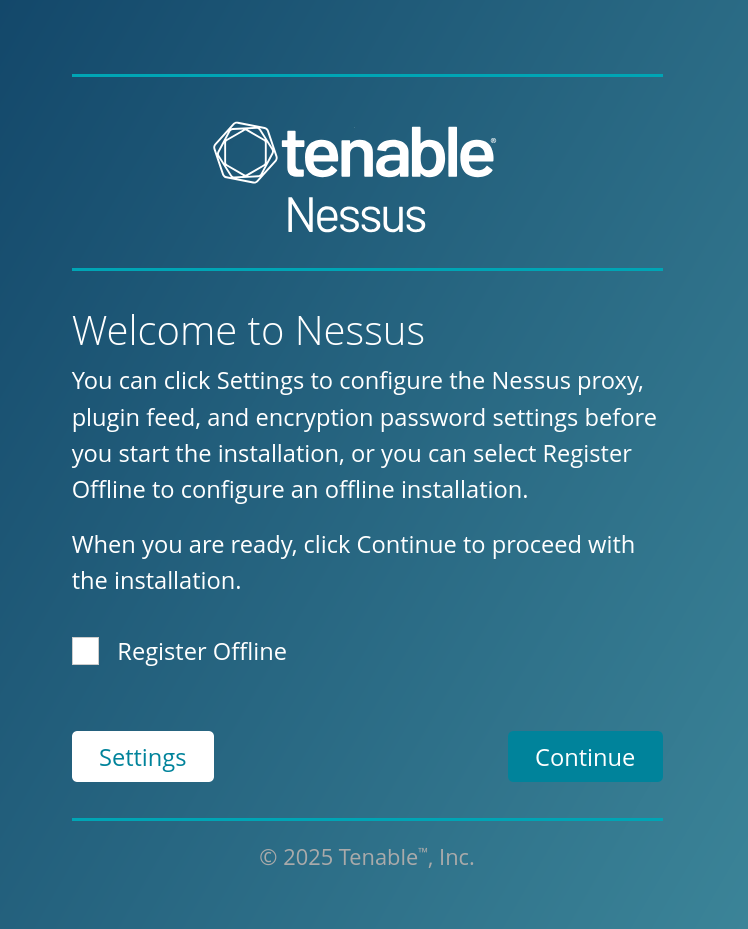 tenable®
Nessus
Welcome to Nessus
You can click Settings to configure the Nessus proxy,
plugin feed, and encryption password settings before
you start the installation, or you can select Register
Offline to configure an offline installation.
When you are ready, click Continue to proceed with
the installation.
Register Offline
Settings
Continue
© 2025 Tenable™, Inc.